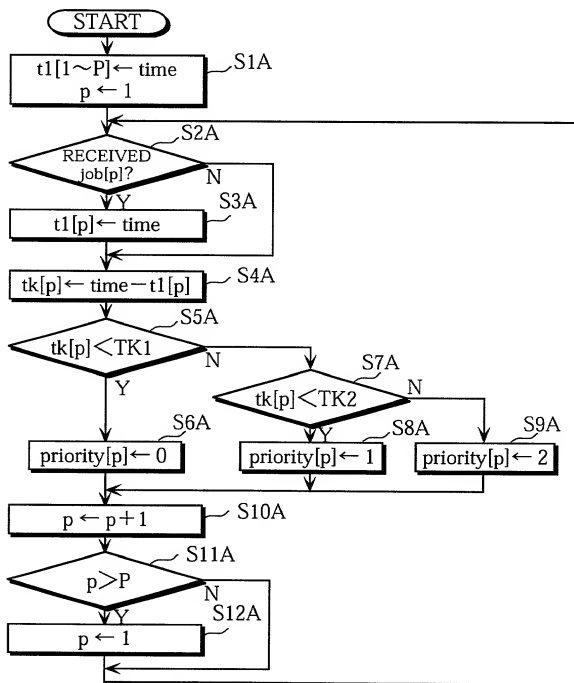 START
t1[1～P]←time
p←1
S1A
S2A
RECEIVED
job[p]?
N
Y
S3A
t1[p]←time
S4A
tk[p]←time－t1[p]
S5A
tk[p]＜TK1
N
Y
S7A
tk[p]＜TK2
N
Y
S6A
priority[p]←0
S8A
priority[p]←1
S9A
priority[p]←2
S10A
p←p+1
S11A
p＞P
N
Y
S12A
p←1